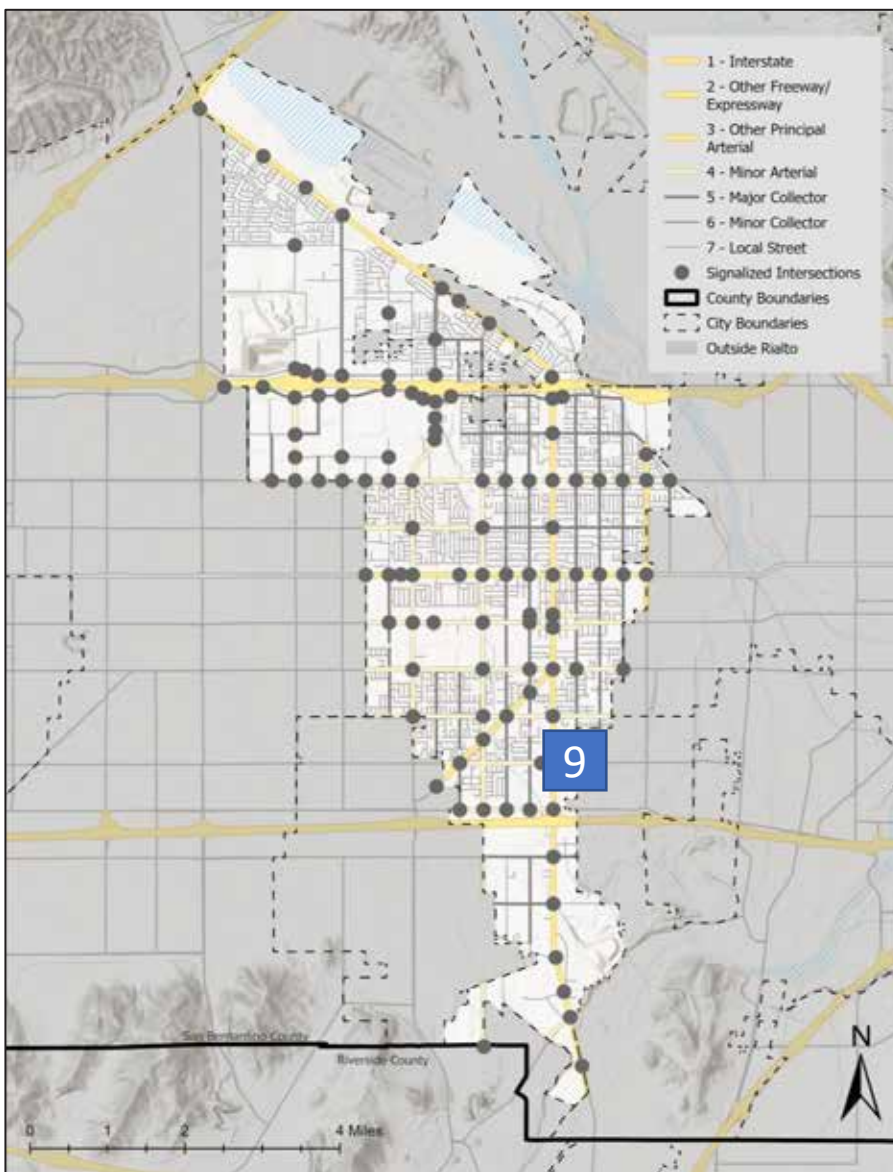 1 - Interstate
2 - Other Freeway/
Expressway
3 - Other Principal
Arterial
4 - Minor Arterial
5 - Major Collector
6 - Minor Collector
7 - Local Street
Signalized Intersections
County Boundaries
City Boundaries
Outside Rialto
9
San Bernardino County
Riverside County
N
0 2 4 Miles